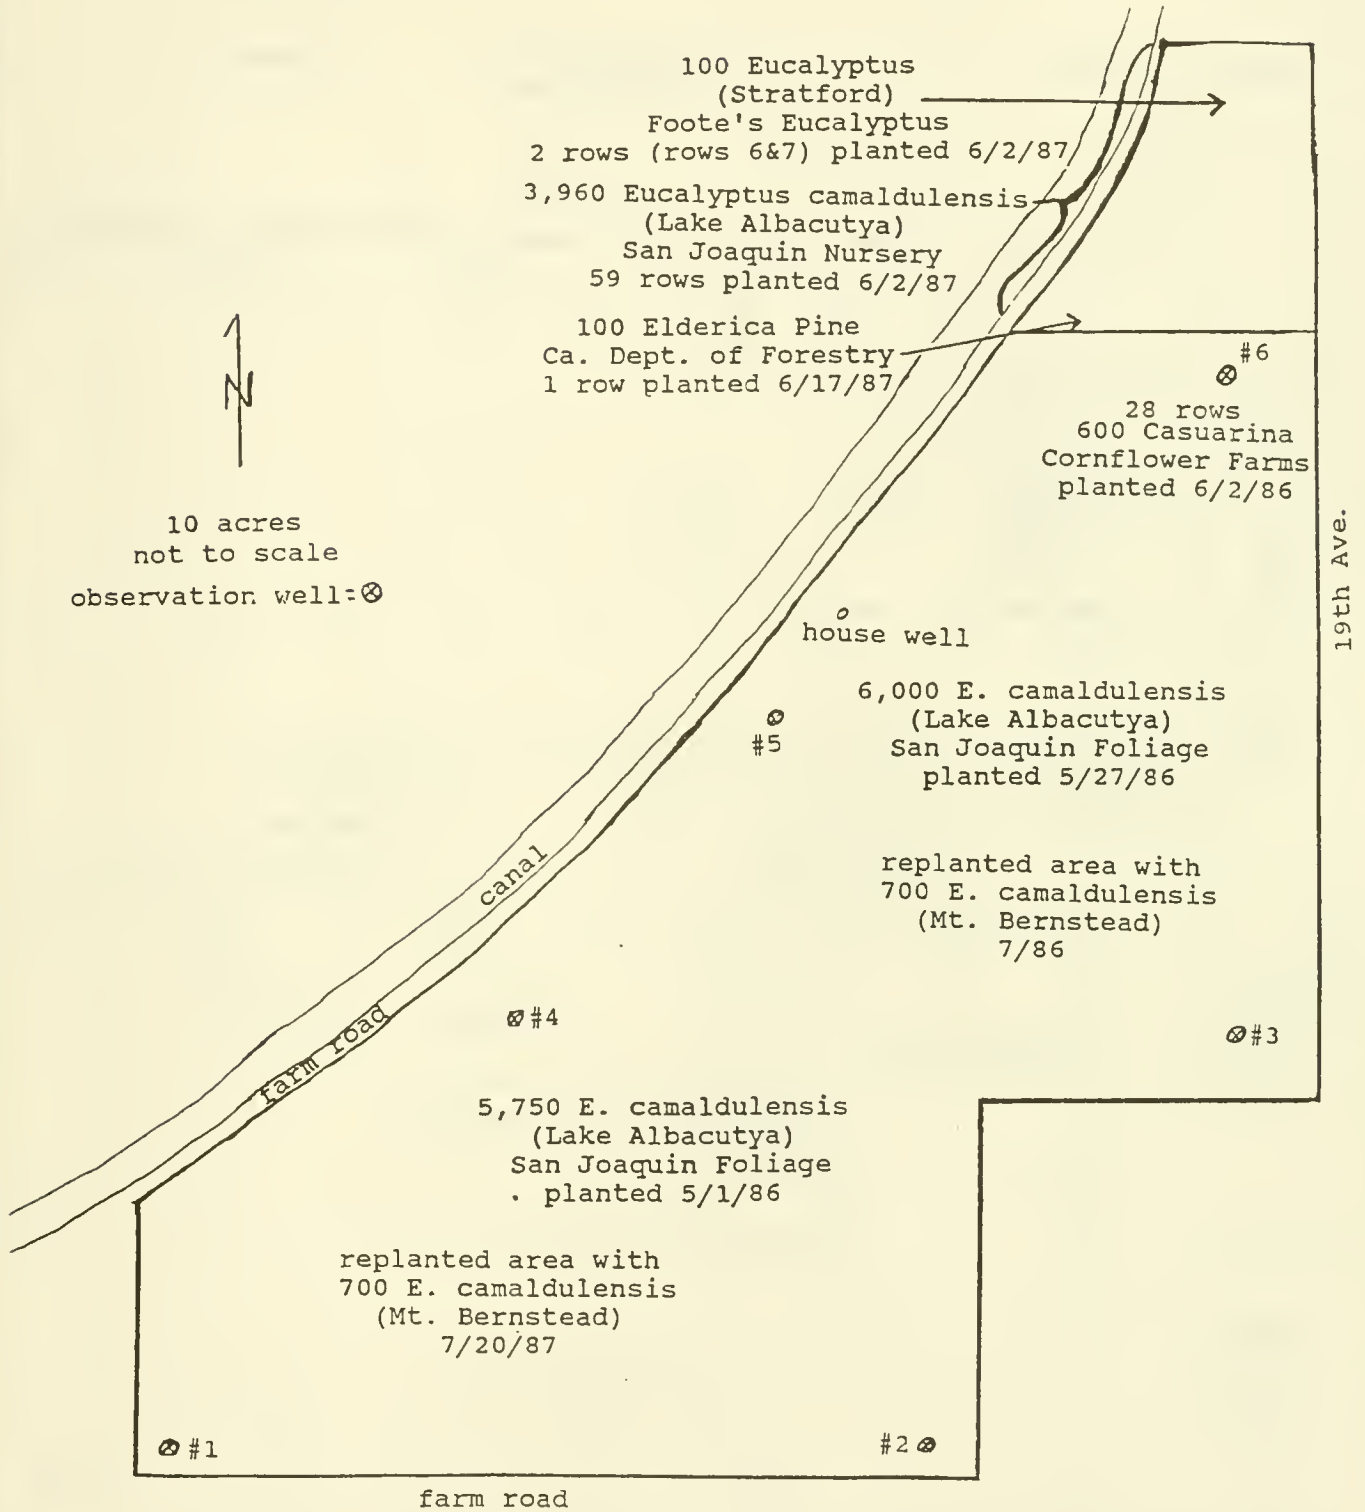 100 Eucalyptus
(Stratford)
Foote's Eucalyptus
2 rows (rows 6&7) planted 6/2/87
3,960 Eucalyptus camaldulensis
(Lake Albacutya)
San Joaquin Nursery
59 rows planted 6/2/87
100 Elderica Pine
Ca. Dept. of Forestry
1 row planted 6/17/87
#6
28 rows
600 Casuarina
Cornflower Farms
planted 6/2/86
N
10 acres
not to scale
observation well=⊗
19th Ave.
house well
#5
6,000 E. camaldulensis
(Lake Albacutya)
San Joaquin Foliage
planted 5/27/86
replanted area with
700 E. camaldulensis
(Mt. Bernstead)
7/86
canal
farm road
#4
#3
5,750 E. camaldulensis
(Lake Albacutya)
San Joaquin Foliage
planted 5/1/86
replanted area with
700 E. camaldulensis
(Mt. Bernstead)
7/20/87
#1
#2
farm road